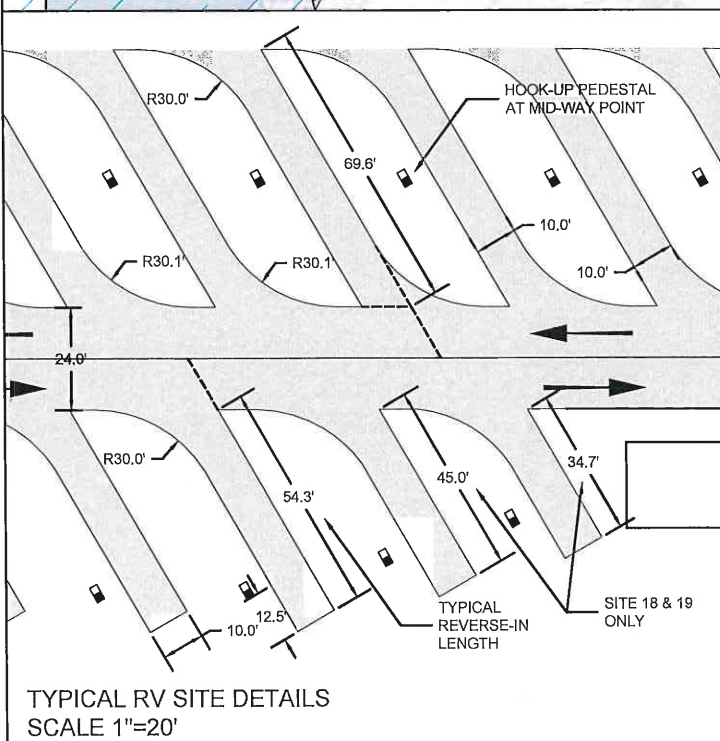 R30.0'
HOOK-UP PEDESTAL
AT MID-WAY POINT
69.6'
10.0'
R30.1'
R30.1'
10.0'
24.0'
R30.0'
54.3'
45.0'
34.7'
12.5'
10.0'
TYPICAL
REVERSE-IN
LENGTH
SITE 18 & 19
ONLY
TYPICAL RV SITE DETAILS
SCALE 1"=20'